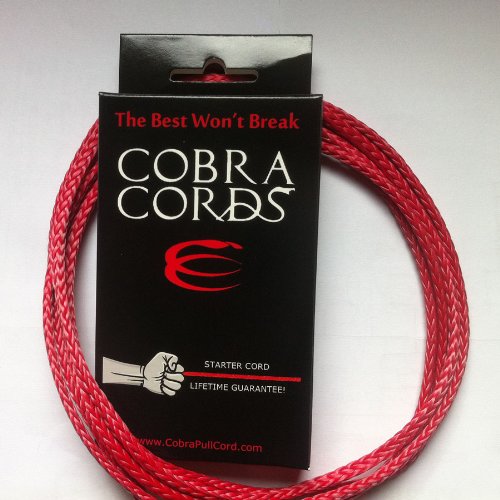 The Best Won't Break
COBRA
CORDS
STARTER CORD
LIFETIME GUARANTEE!
www.CobraPullCord.com